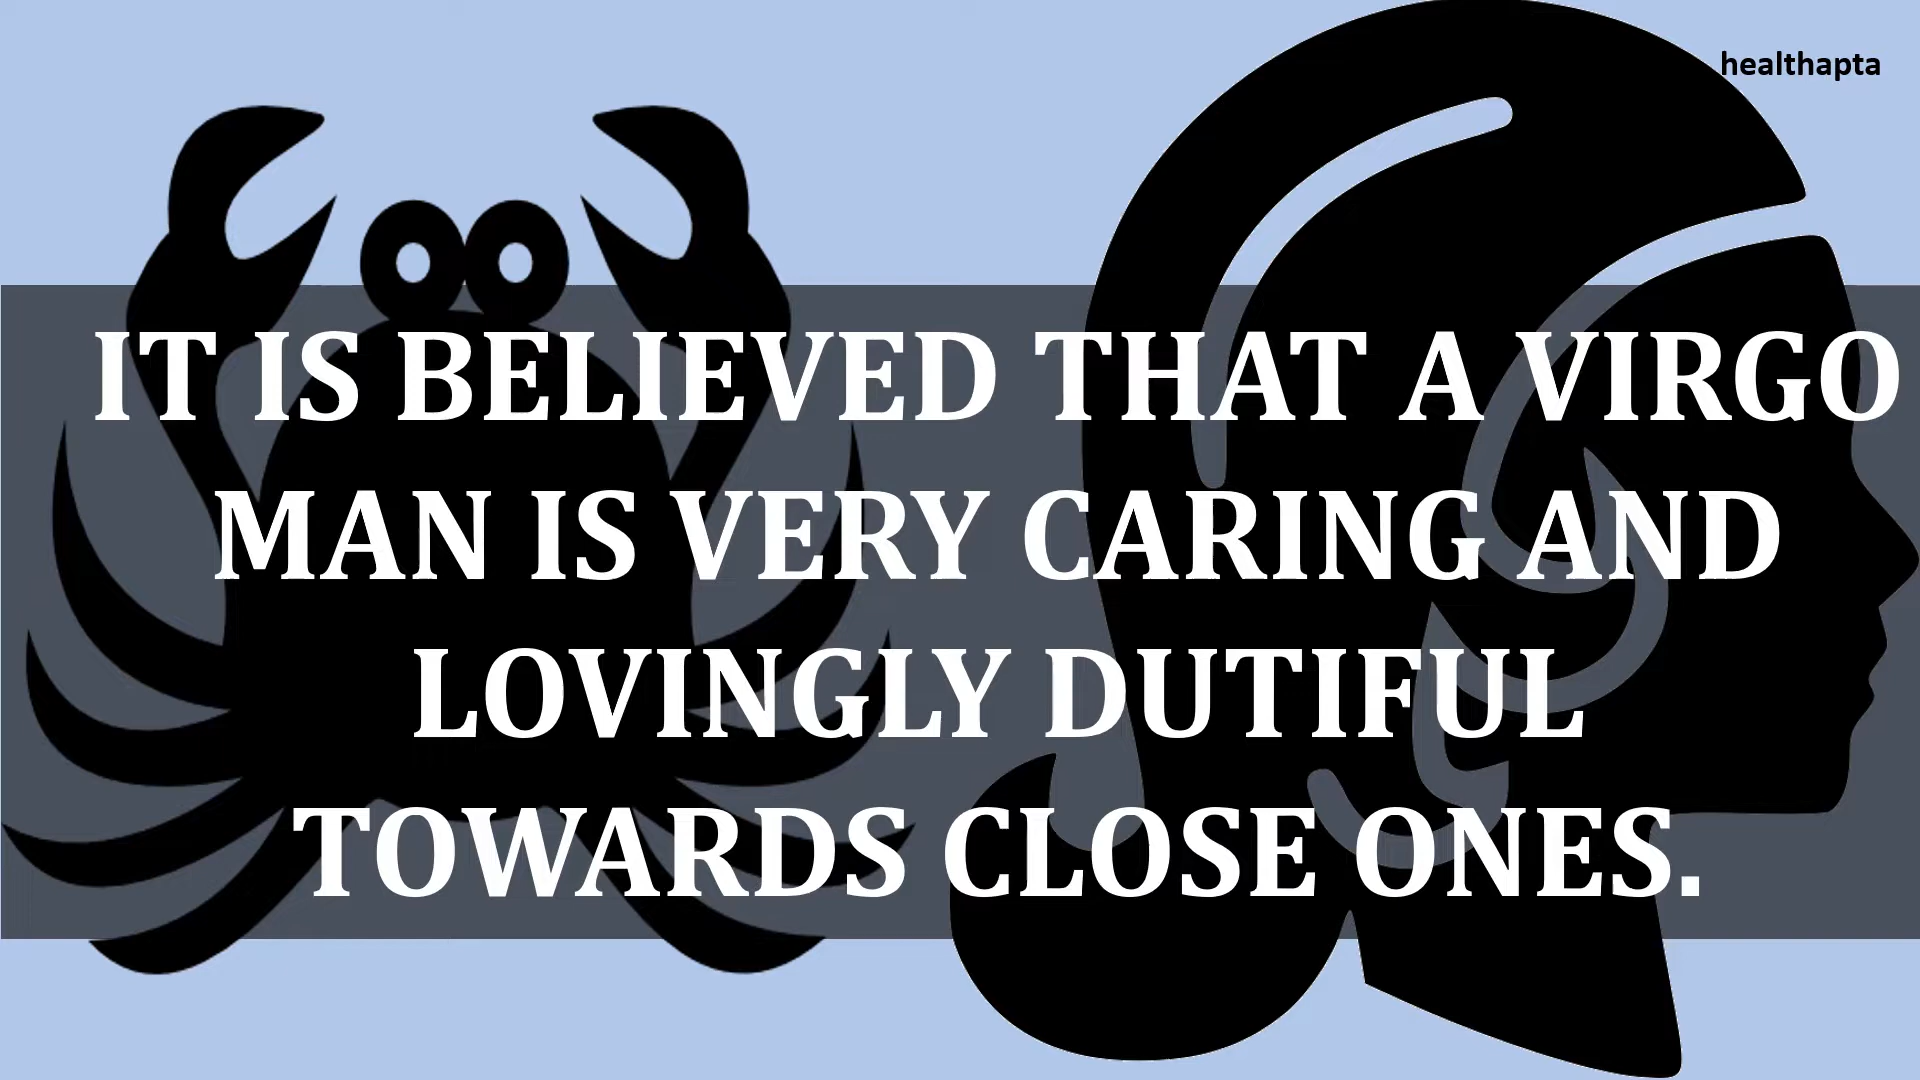 healthapta
IT IS BELIEVED THAT A VIRGO
MAN IS VERY CARING AND
LOVINGLY DUTIFUL
TOWARDS CLOSE ONES.